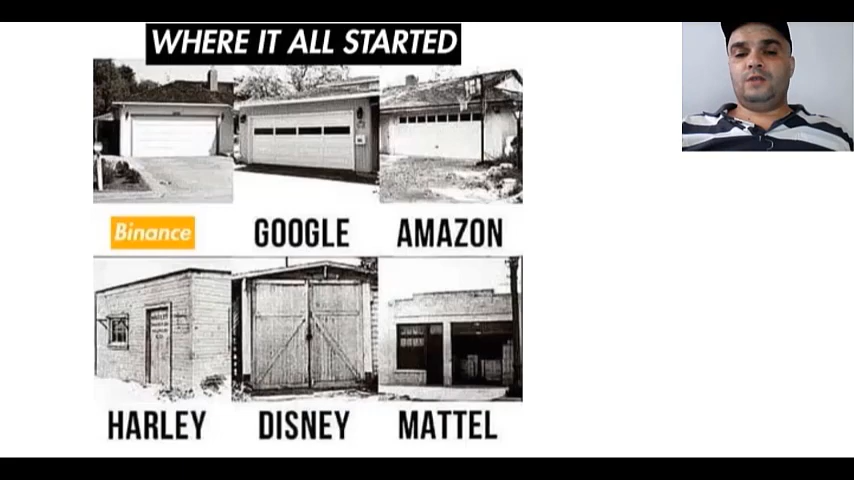 WHERE IT ALL STARTED
Binance GOOGLE AMAZON
HARLEY DISNEY MATTEL